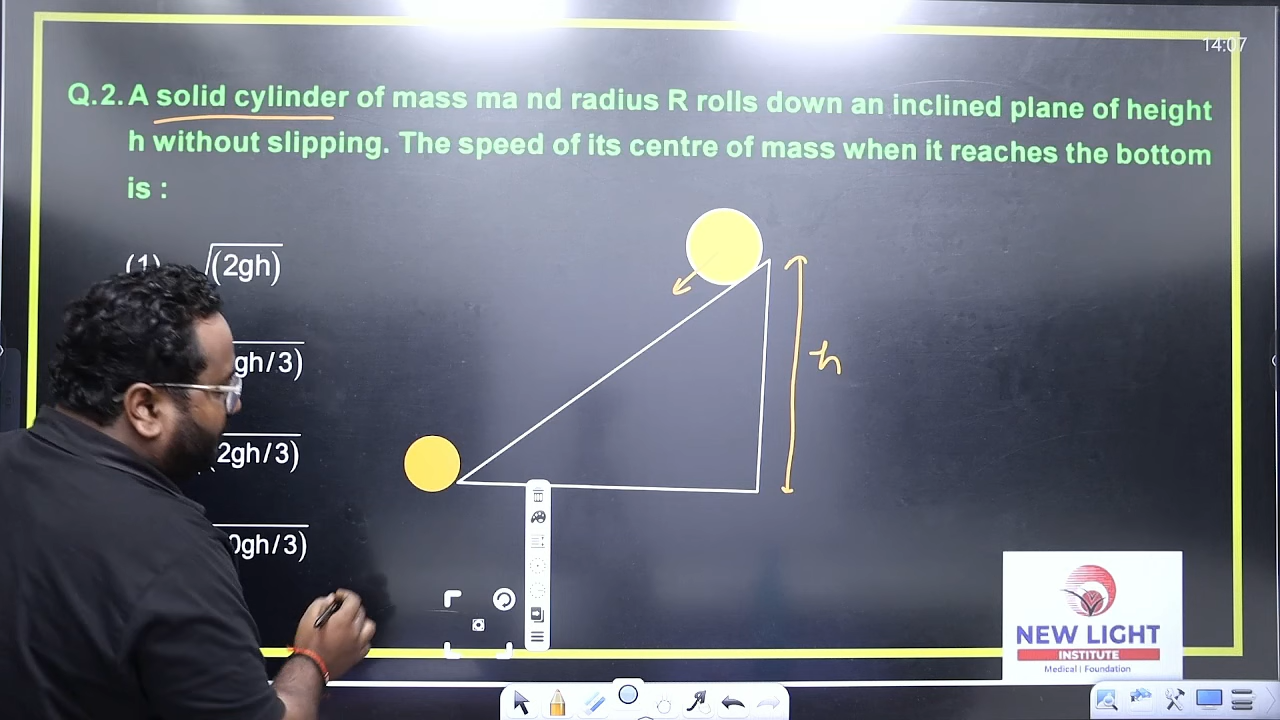 14:07
Q.2. A solid cylinder of mass ma nd radius R rolls down an inclined plane of height
h without slipping. The speed of its centre of mass when it reaches the bottom
is :
(1) √(2gh)
gh/3)
2gh/3)
0gh/3)
h
NEW LIGHT
INSTITUTE
Medical | Foundation